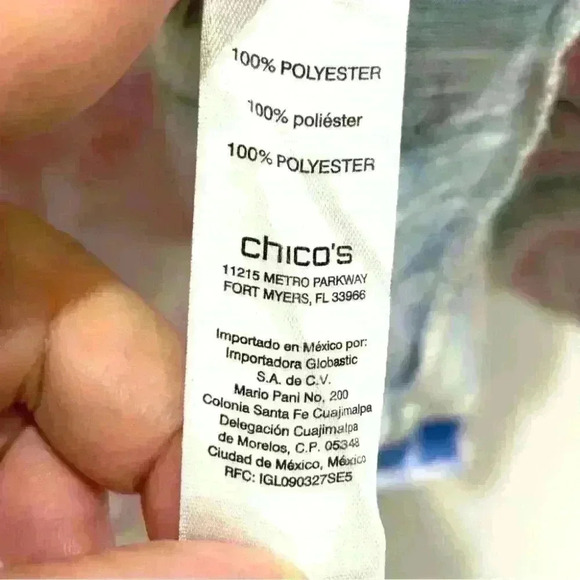 100% POLYESTER
100% poliéster
100% POLYESTER
chico's
11215 METRO PARKWAY
FORT MYERS, FL 33966
Importado en México por:
Importadora Globastic
S.A. de C.V.
Mario Pani No, 200
Colonia Santa Fe Cuajimalpa
Delegación Cuajimalpa
de Morelos, C.P. 05348
Ciudad de México, México
RFC: IGL090327SE5